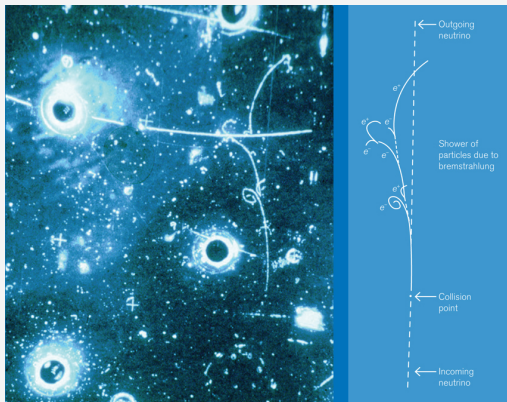 Outgoing
neutrino
e⁺
e⁺
e⁻
e⁻
e⁻
Shower of
particles due to
bremstrahlung
e⁺
e⁻
Collision
point
Incoming
neutrino